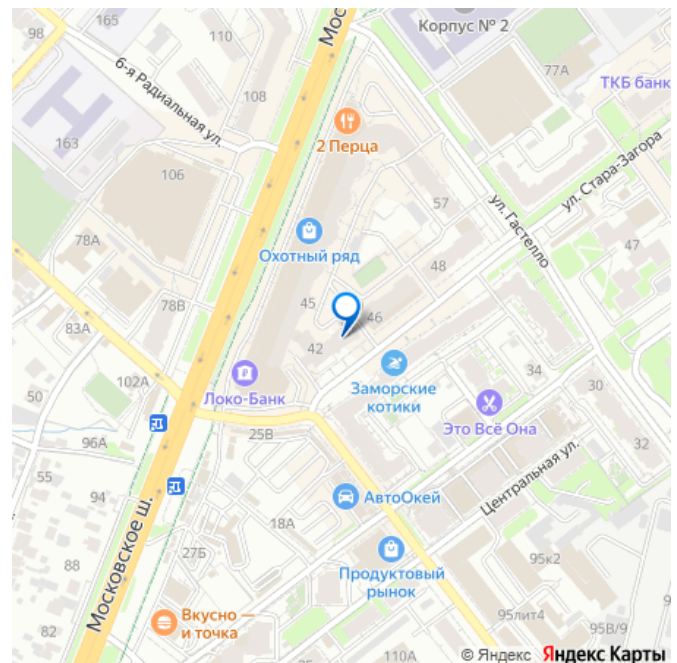 98
110
Мос
Корпус № 2
77А
ТКБ банк
6-я Радиальная ул.
108
163
2 Перца
ул. Стара-Загора
106
57
ул. Гастелло
78А
Охотный ряд
48
47
78В
45
46
83А
42
50
102А
Локо-Банк
Заморские
котики
34
30
Это Всё Она
96А
25В
32
55
94
АвтоОкей
Центральная ул.
18А
Московское ш.
88
27Б
Продуктовый
рынок
95к2
9
82
Вкусно —
и точка
95лит4
95В/9
110А
© Яндекс Яндекс Карты